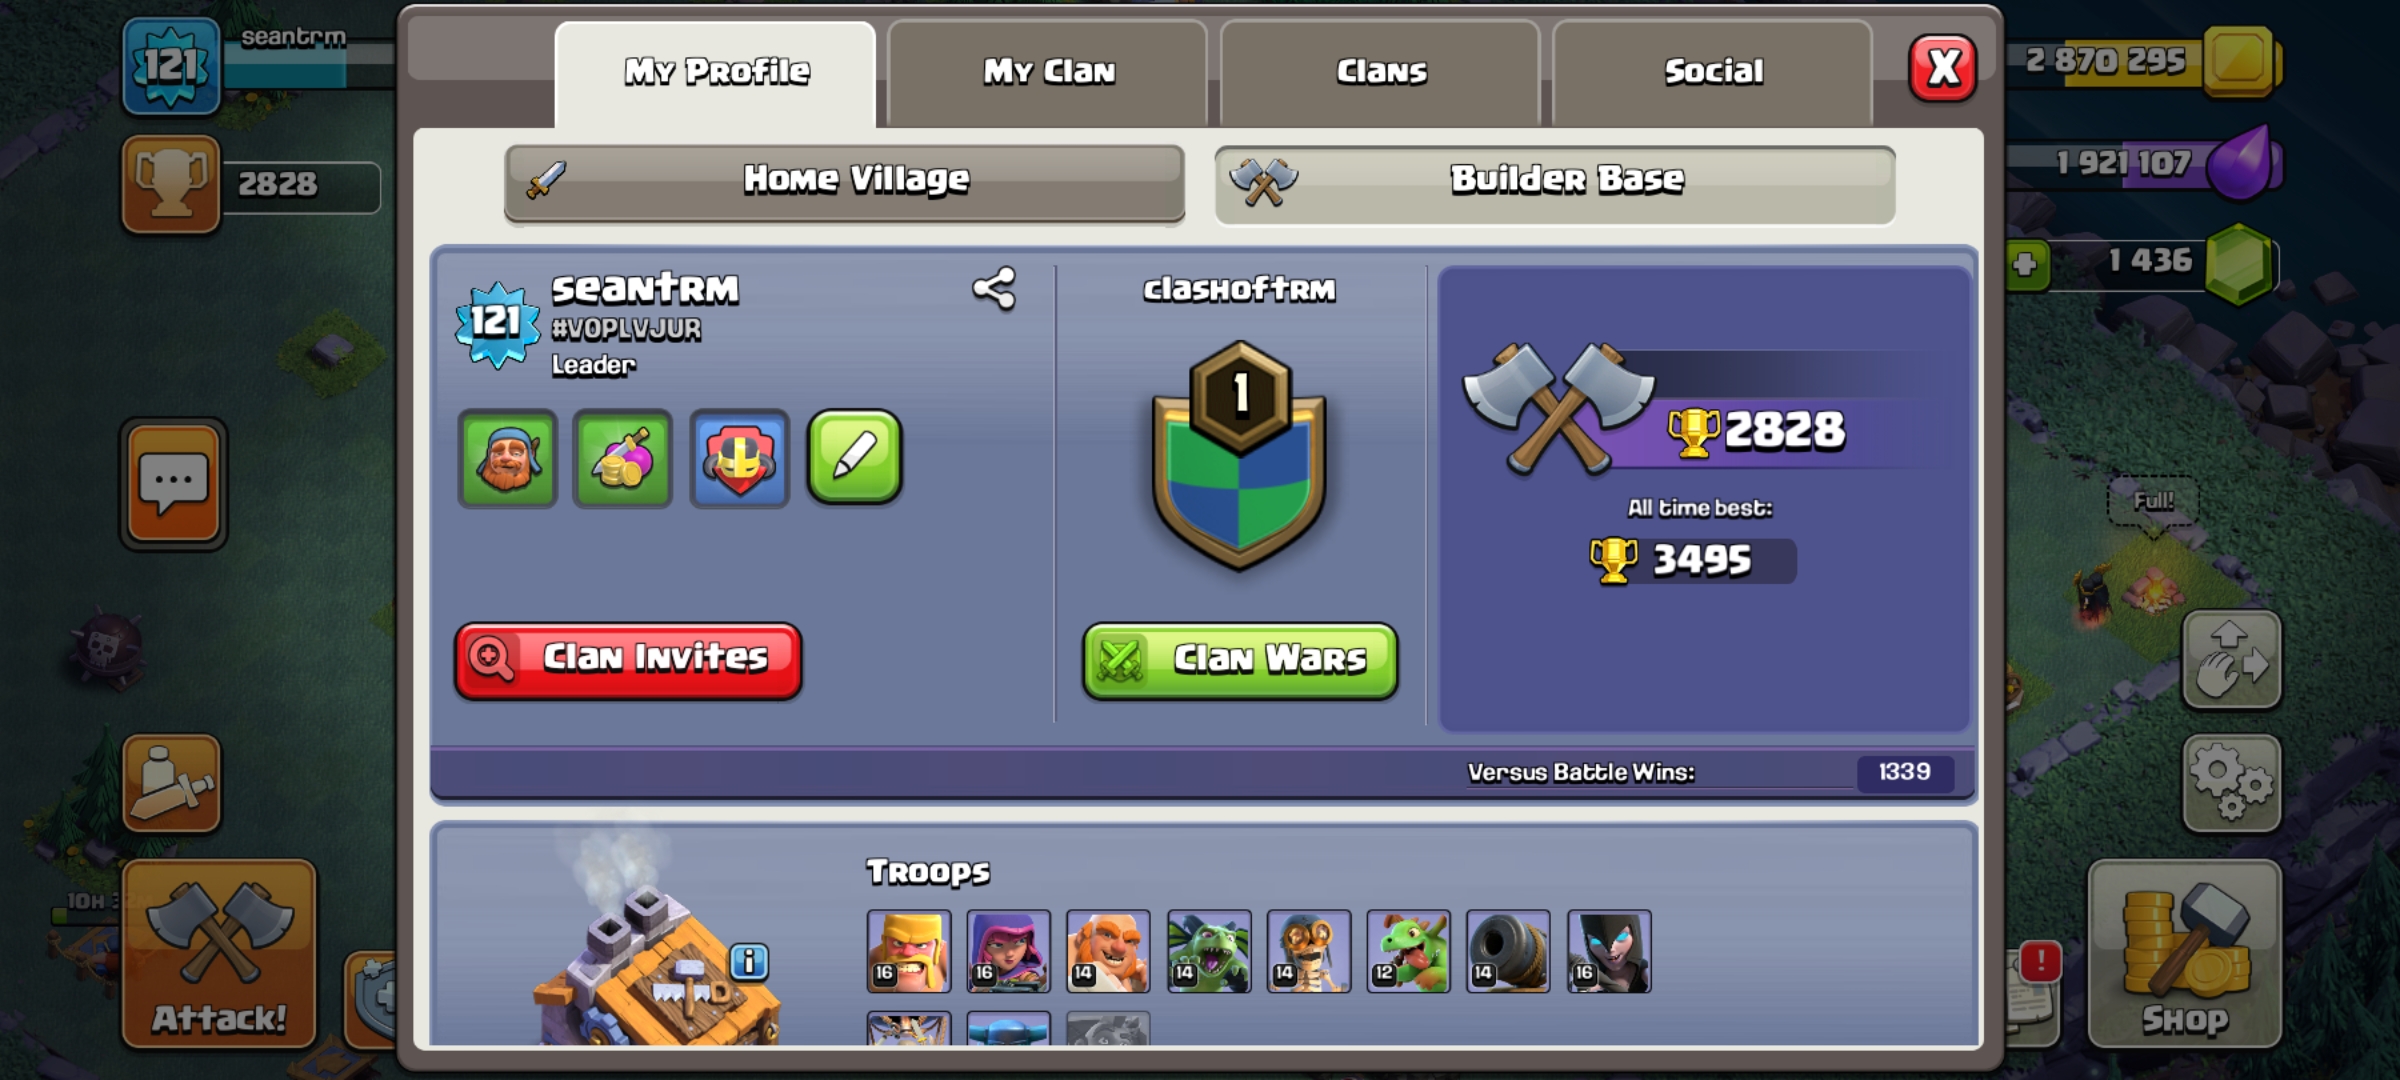 121
seantrm
2828
My Profile
My Clan
Clans
Social
X
2 870 295
1 921 107
1 436
Home Village
Builder Base
121
seantrm
#V0PLVJUR
Leader
clashoftrm
1
2828
All time best:
3495
Full!
Clan Invites
Clan Wars
Versus Battle Wins:
1339
Troops
16
16
14
14
14
12
14
16
i
10H
Attack!
!
Shop